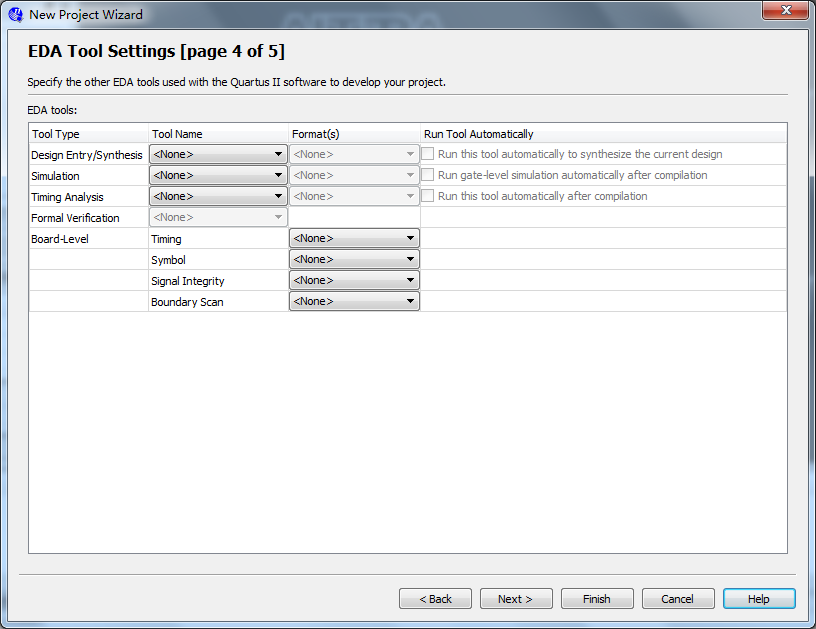 New Project Wizard
EDA Tool Settings [page 4 of 5]
Specify the other EDA tools used with the Quartus II software to develop your project.
EDA tools:
Tool Type Tool Name Format(s) Run Tool Automatically
Design Entry/Synthesis <None> <None> Run this tool automatically to synthesize the current design
Simulation <None> <None> Run gate-level simulation automatically after compilation
Timing Analysis <None> <None> Run this tool automatically after compilation
Formal Verification <None>
Board-Level Timing <None>
Symbol <None>
Signal Integrity <None>
Boundary Scan <None>
< Back Next > Finish Cancel Help